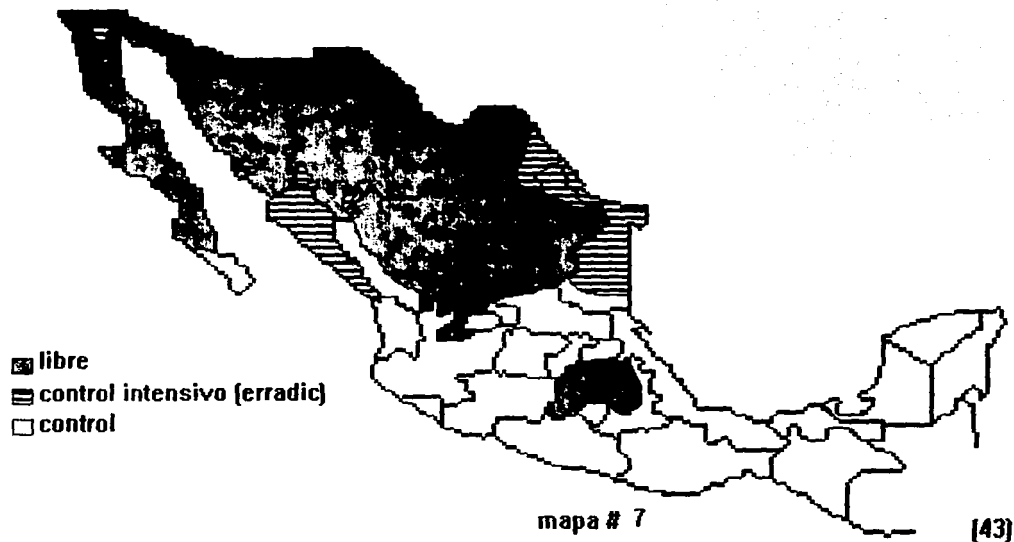 libre
control intensivo (erradic)
control
mapa # 7
(43)